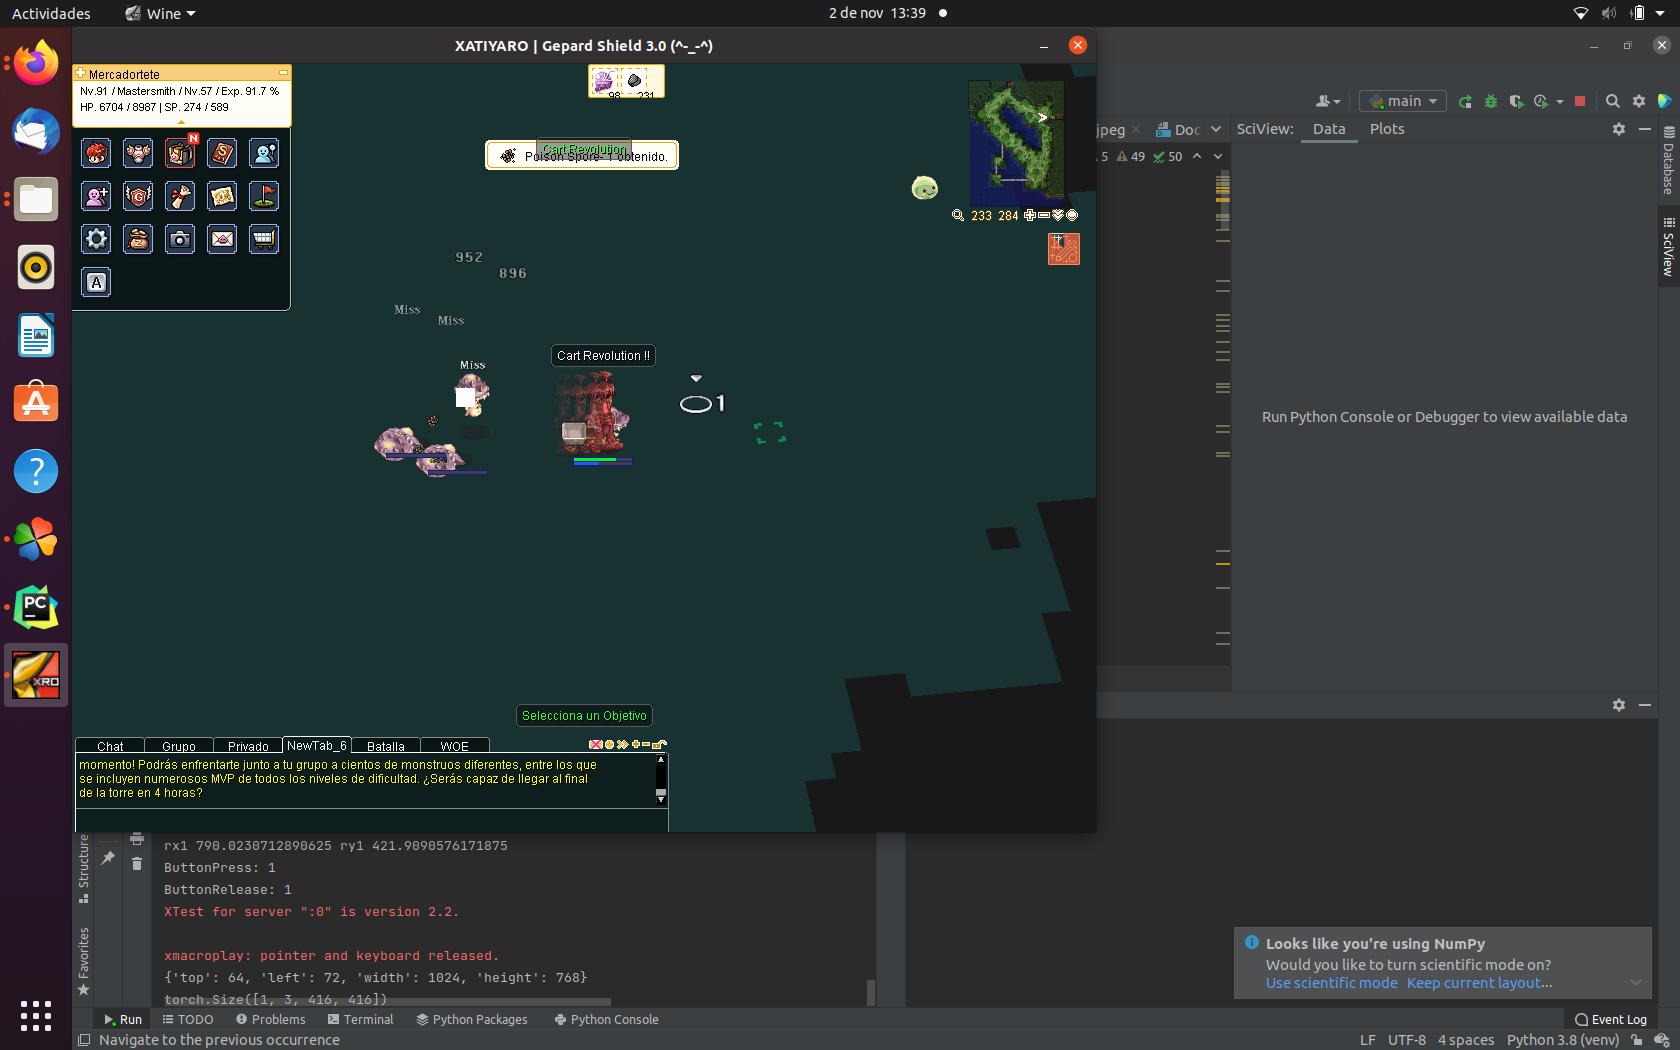 Actividades
Wine
2 de nov 13:39
XATIYARO | Gepard Shield 3.0 (^-_-^)
Mercadortete
Nv.91 / Mastersmith / Nv.57 / Exp. 91.7 %
HP. 6704 / 8987 | SP. 274 / 589
N
A
98
231
Cart Revolution
Poison Spore- 1 obtenido.
233 284
952
896
Miss
Miss
Miss
Cart Revolution !!
1
Selecciona un Objetivo
Chat
Grupo
Privado
NewTab_6
Batalla
WOE
momento! Podrás enfrentarte junto a tu grupo a cientos de monstruos diferentes, entre los que
se incluyen numerosos MVP de todos los niveles de dificultad. ¿Serás capaz de llegar al final
de la torre en 4 horas?
main
jpeg
Doc
SciView:
Data
Plots
5
49
50
Database
SciView
Run Python Console or Debugger to view available data
PC
XRO
Structure
Favorites
rx1 790.0230712890625 ry1 421.9090576171875
ButtonPress: 1
ButtonRelease: 1
XTest for server ":0" is version 2.2.
xmacroplay: pointer and keyboard released.
{'top': 64, 'left': 72, 'width': 1024, 'height': 768}
torch.Size([1, 3, 416, 416])
Looks like you're using NumPy
Would you like to turn scientific mode on?
Use scientific mode Keep current layout...
Run
TODO
Problems
Terminal
Python Packages
Python Console
Event Log
Navigate to the previous occurrence
LF UTF-8 4 spaces Python 3.8 (venv)